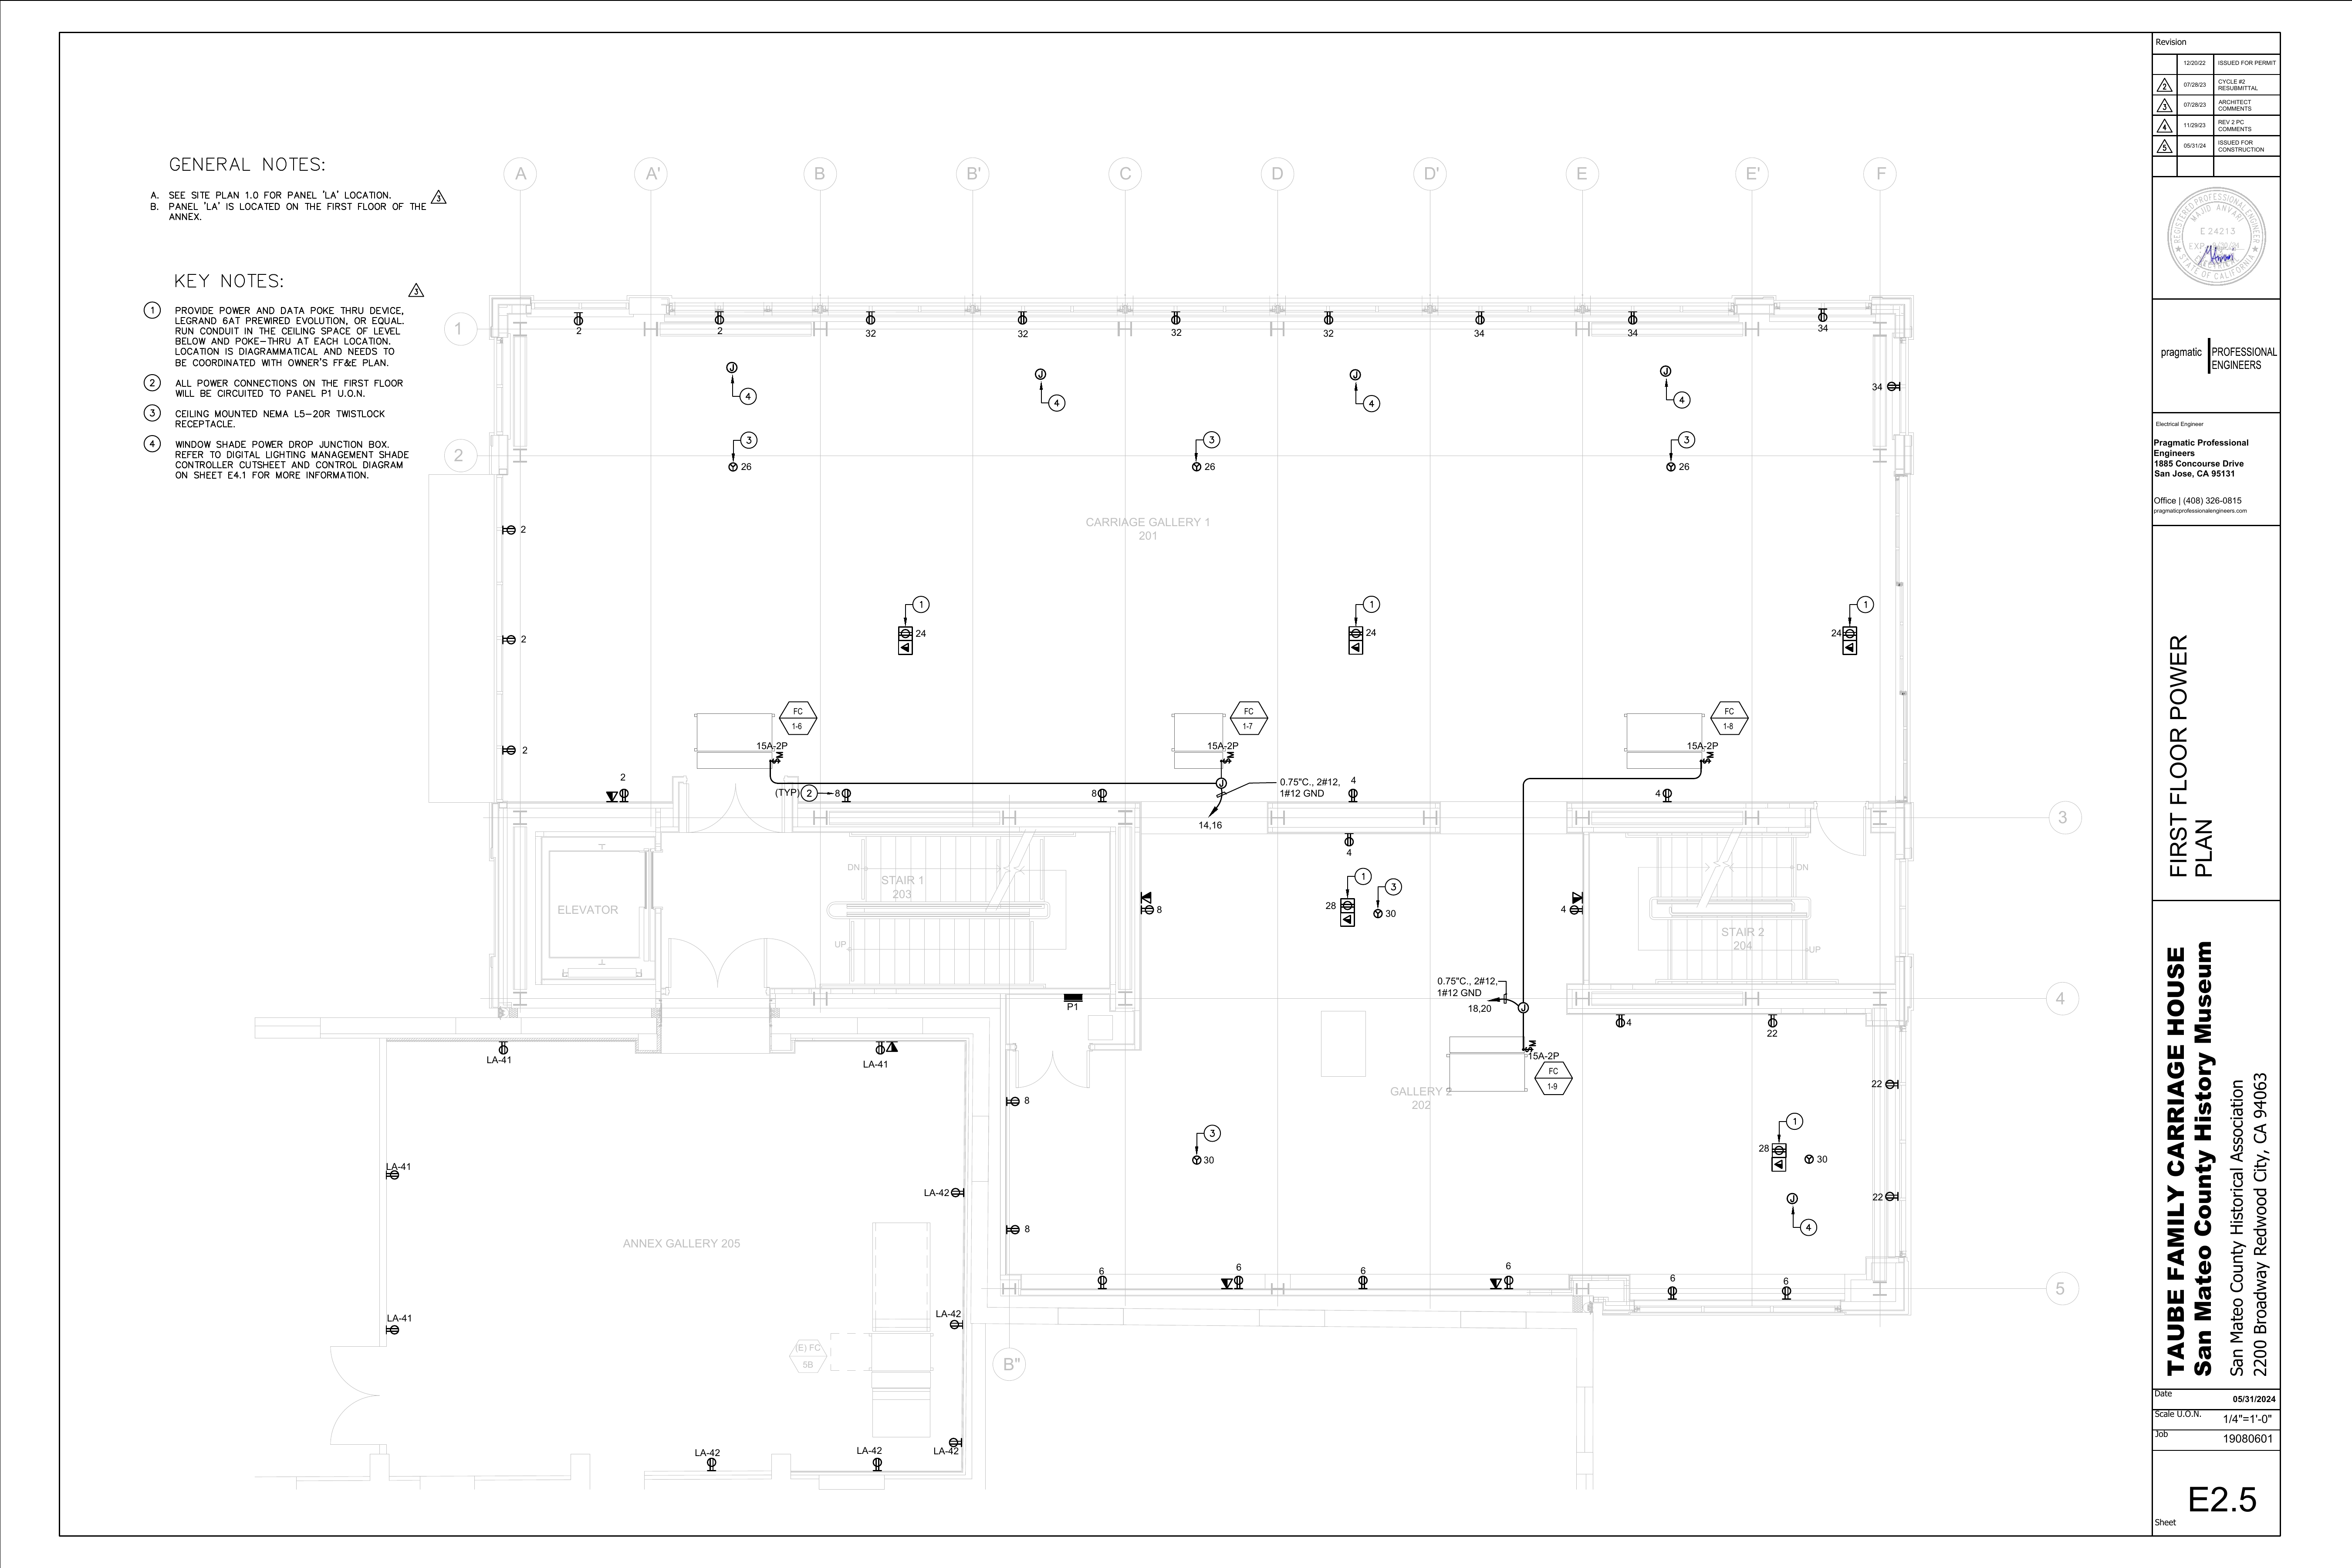 GENERAL NOTES:
A. SEE SITE PLAN 1.0 FOR PANEL 'LA' LOCATION.
B. PANEL 'LA' IS LOCATED ON THE FIRST FLOOR OF THE
ANNEX.
3
KEY NOTES:
3
1 PROVIDE POWER AND DATA POKE THRU DEVICE,
LEGRAND 6AT PREWIRED EVOLUTION, OR EQUAL.
RUN CONDUIT IN THE CEILING SPACE OF LEVEL
BELOW AND POKE-THRU AT EACH LOCATION.
LOCATION IS DIAGRAMMATICAL AND NEEDS TO
BE COORDINATED WITH OWNER'S FF&E PLAN.
2 ALL POWER CONNECTIONS ON THE FIRST FLOOR
WILL BE CIRCUITED TO PANEL P1 U.O.N.
3 CEILING MOUNTED NEMA L5-20R TWISTLOCK
RECEPTACLE.
4 WINDOW SHADE POWER DROP JUNCTION BOX.
REFER TO DIGITAL LIGHTING MANAGEMENT SHADE
CONTROLLER CUTSHEET AND CONTROL DIAGRAM
ON SHEET E4.1 FOR MORE INFORMATION.
A A' B B' C D D' E E' F
1
2 2 32 32 32 32 34 34 34
J J J J
4 4 4 4
34
3 3 3
2
26 26 26
CARRIAGE GALLERY 1
201
2
1 1 1
24 24 24
2
FC FC FC
1-6 1-7 1-8
15A-2P 15A-2P 15A-2P
$M $M $M
2
2
(TYP) 2 8 8 J 0.75"C., 2#12, 4 4
1#12 GND
14,16
3
4
DN DN
STAIR 1
203
ELEVATOR
1 3
8 28 30 4
STAIR 2
204
UP UP
0.75"C., 2#12,
1#12 GND
18,20 J
4
P1
4 22
$M
15A-2P
FC
1-9
LA-41 LA-41
GALLERY 2
202
22
8
3 1
28
30 30
LA-41
LA-42
J
22
4
8
ANNEX GALLERY 205
6 6 6 6 6 6
5
LA-41
LA-42
(E) FC
5B
B"
LA-42 LA-42 LA-42
Revision
12/20/22 ISSUED FOR PERMIT
2 07/28/23 CYCLE #2
RESUBMITTAL
3 07/28/23 ARCHITECT
COMMENTS
4 11/29/23 REV 2 PC
COMMENTS
5 05/31/24 ISSUED FOR
CONSTRUCTION
REGISTERED PROFESSIONAL ENGINEER
MAJID ANVARI
E 24213
EXP.
ELECTRICAL
STATE OF CALIFORNIA
pragmatic PROFESSIONAL
ENGINEERS
Electrical Engineer
Pragmatic Professional
Engineers
1885 Concourse Drive
San Jose, CA 95131
Office | (408) 326-0815
pragmaticprofessionalengineers.com
FIRST FLOOR POWER
PLAN
TAUBE FAMILY CARRIAGE HOUSE
San Mateo County History Museum
San Mateo County Historical Association
2200 Broadway Redwood City, CA 94063
Date 05/31/2024
Scale U.O.N. 1/4"=1'-0"
Job 19080601
E2.5
Sheet